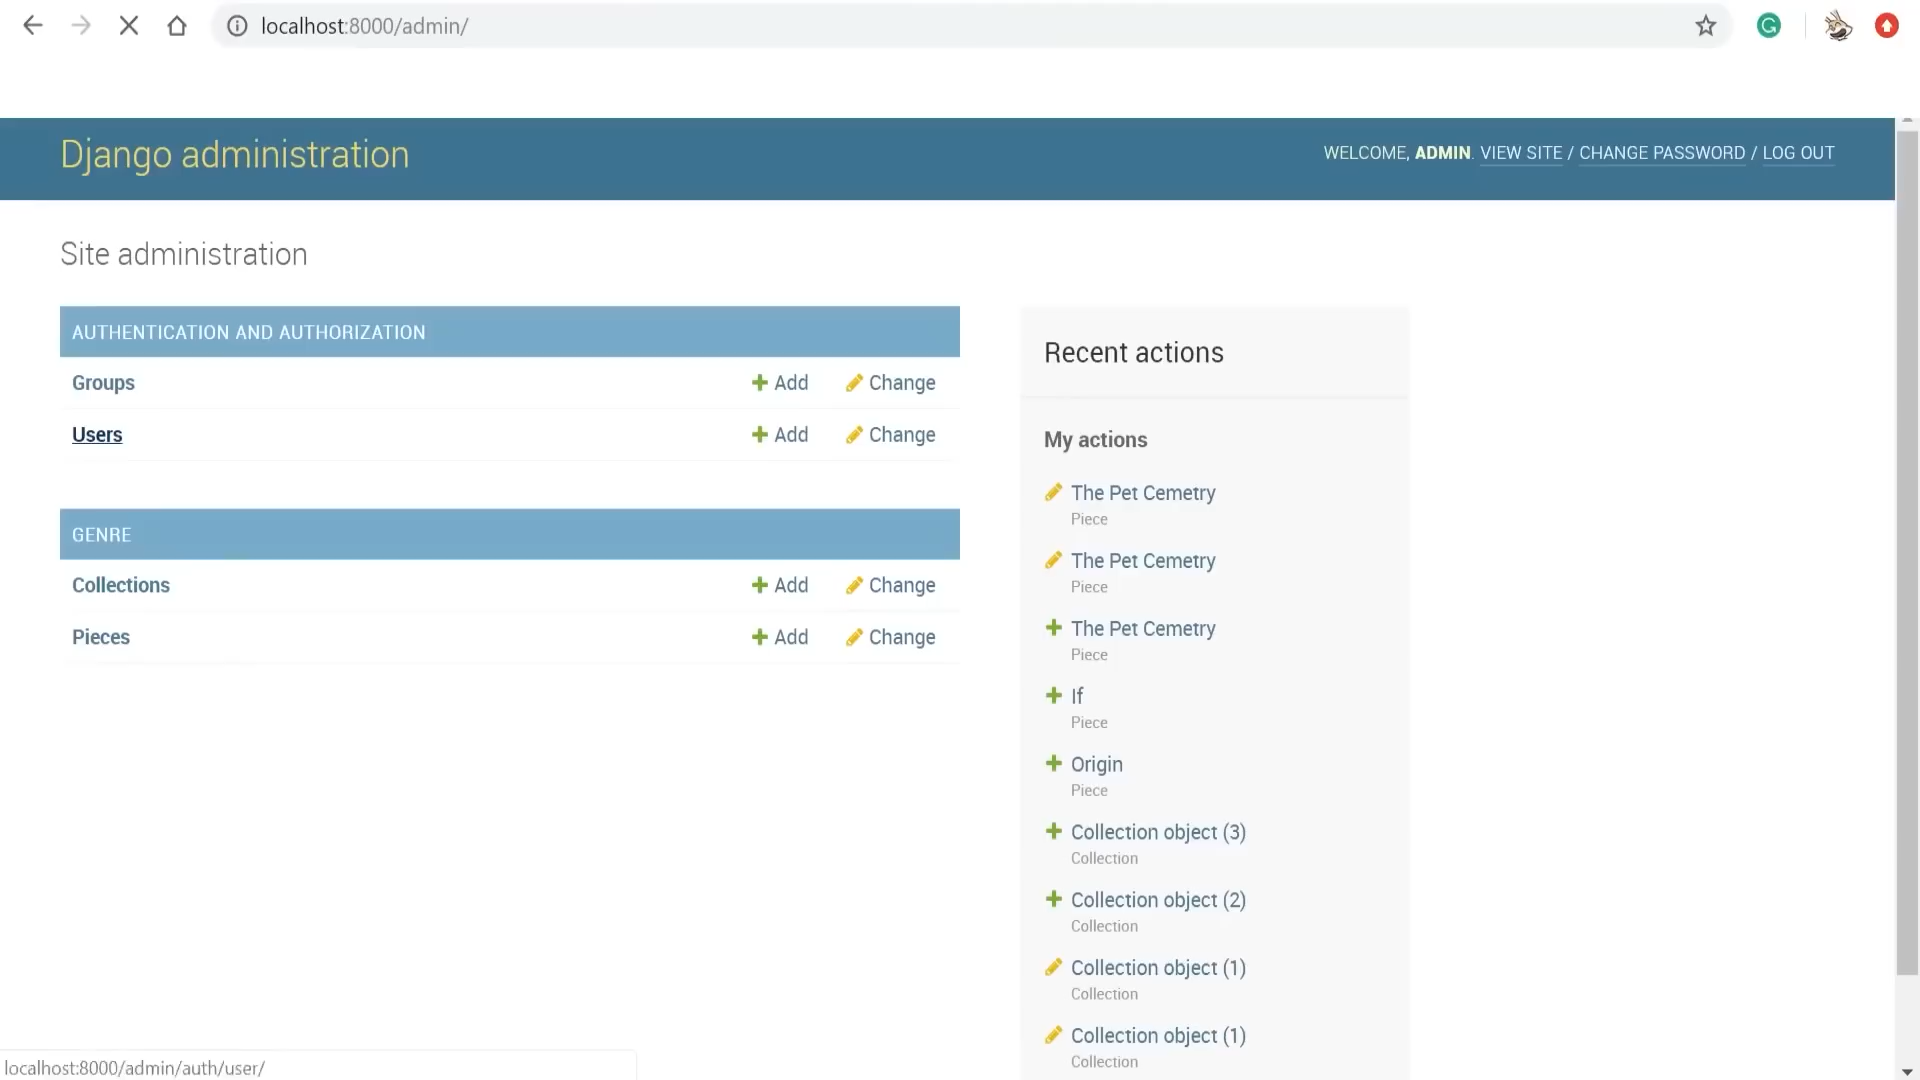 localhost:8000/admin/
Django administration
WELCOME, ADMIN. VIEW SITE / CHANGE PASSWORD / LOG OUT
Site administration
AUTHENTICATION AND AUTHORIZATION
Groups Add Change
Users Add Change
GENRE
Collections Add Change
Pieces Add Change
Recent actions
My actions
The Pet Cemetry
Piece
The Pet Cemetry
Piece
The Pet Cemetry
Piece
If
Piece
Origin
Piece
Collection object (3)
Collection
Collection object (2)
Collection
Collection object (1)
Collection
Collection object (1)
Collection
localhost:8000/admin/auth/user/